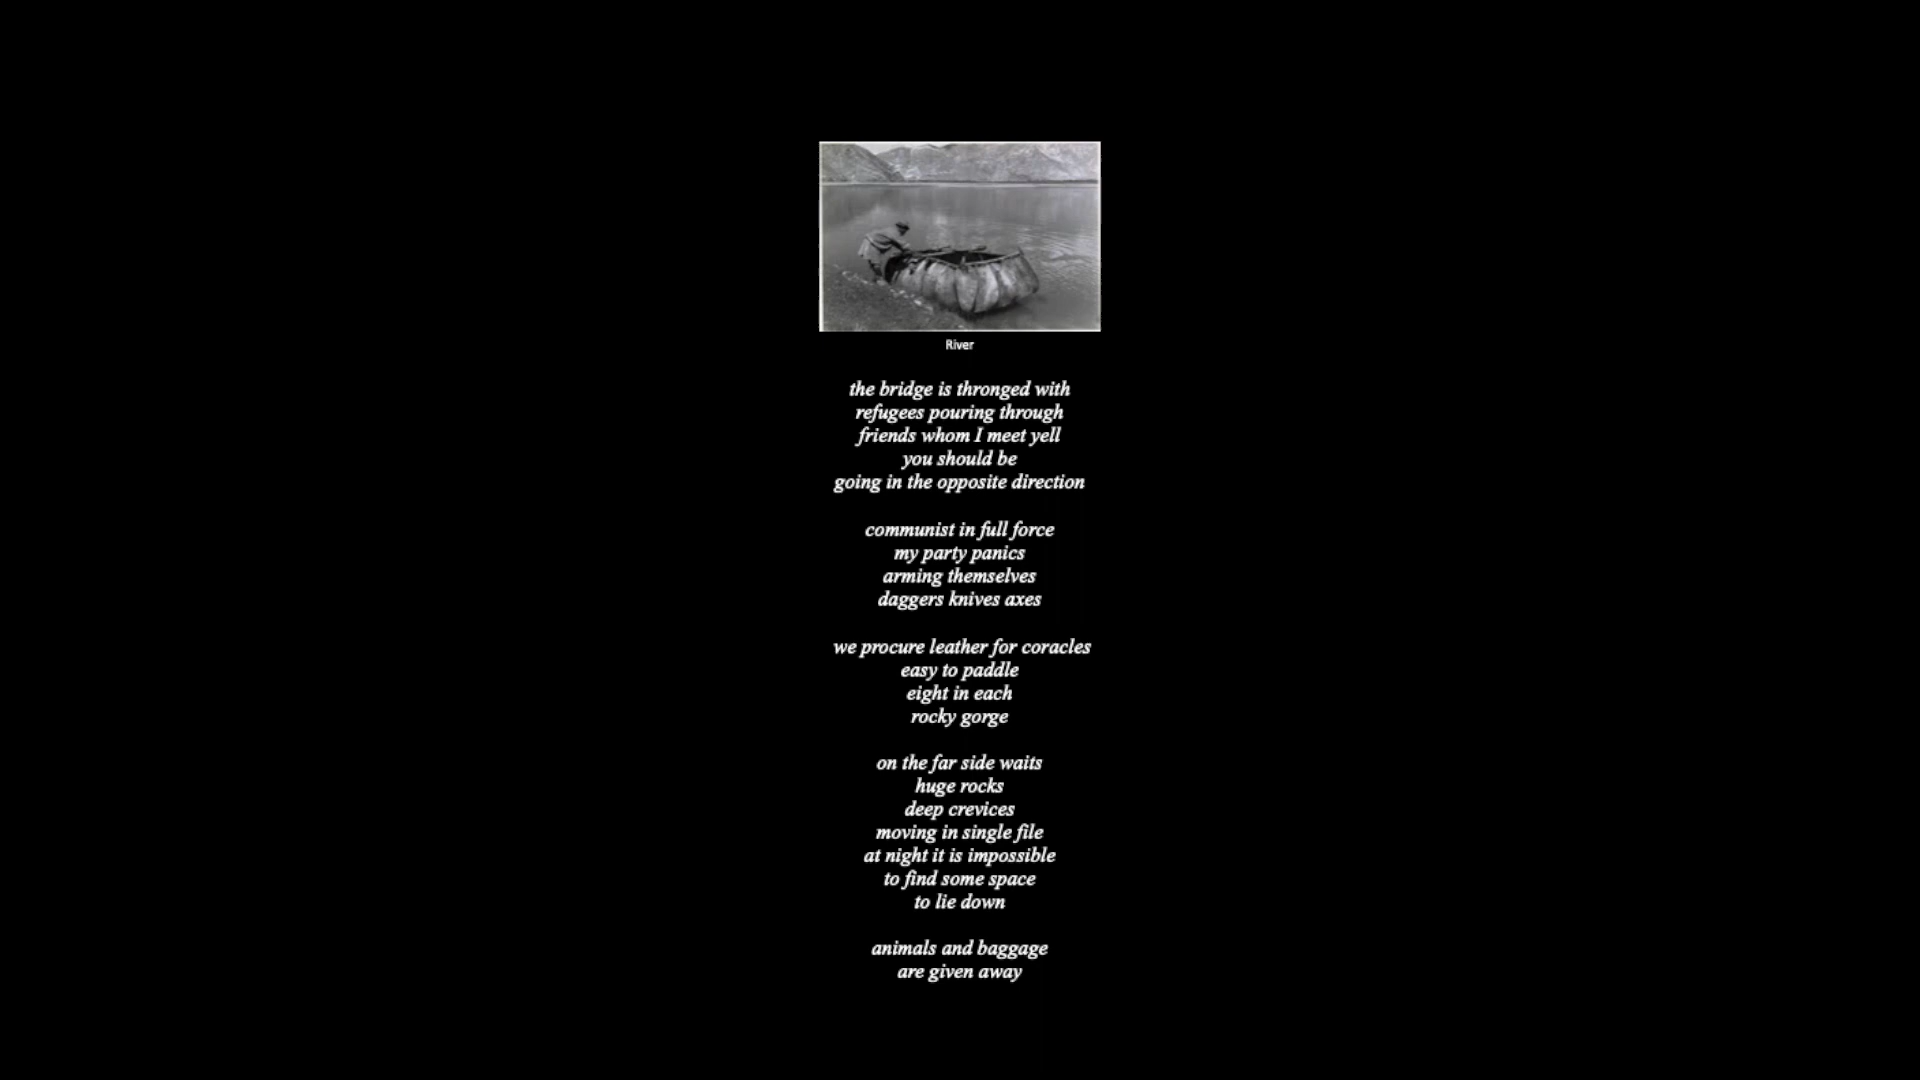 River
the bridge is thronged with
refugees pouring through
friends whom I meet yell
you should be
going in the opposite direction
communist in full force
my party panics
arming themselves
daggers knives axes
we procure leather for coracles
easy to paddle
eight in each
rocky gorge
on the far side waits
huge rocks
deep crevices
moving in single file
at night it is impossible
to find some space
to lie down
animals and baggage
are given away